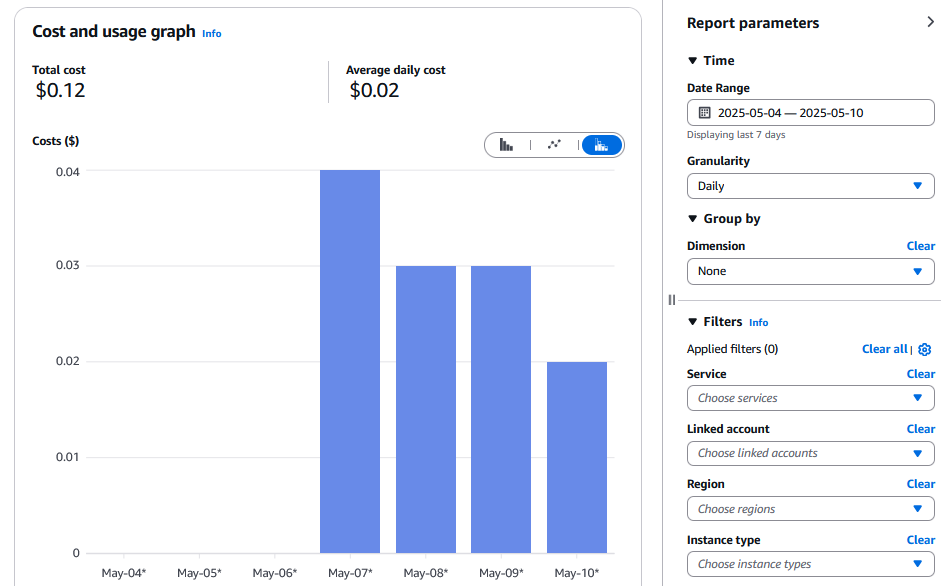 Cost and usage graph Info
Total cost
$0.12
Average daily cost
$0.02
Costs ($)
0.04
0.03
0.02
0.01
0
May-04* May-05* May-06* May-07* May-08* May-09* May-10*
Report parameters
Time
Date Range
2025-05-04 — 2025-05-10
Displaying last 7 days
Granularity
Daily
Group by
Dimension Clear
None
Filters Info
Applied filters (0) Clear all |
Service Clear
Choose services
Linked account Clear
Choose linked accounts
Region Clear
Choose regions
Instance type Clear
Choose instance types